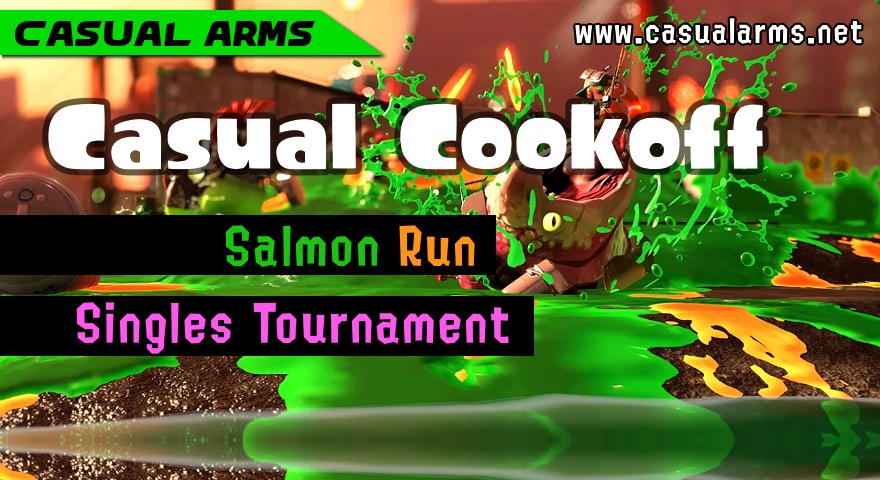 CASUAL ARMS
www.casualarms.net
Casual Cookoff
Salmon Run
Singles Tournament